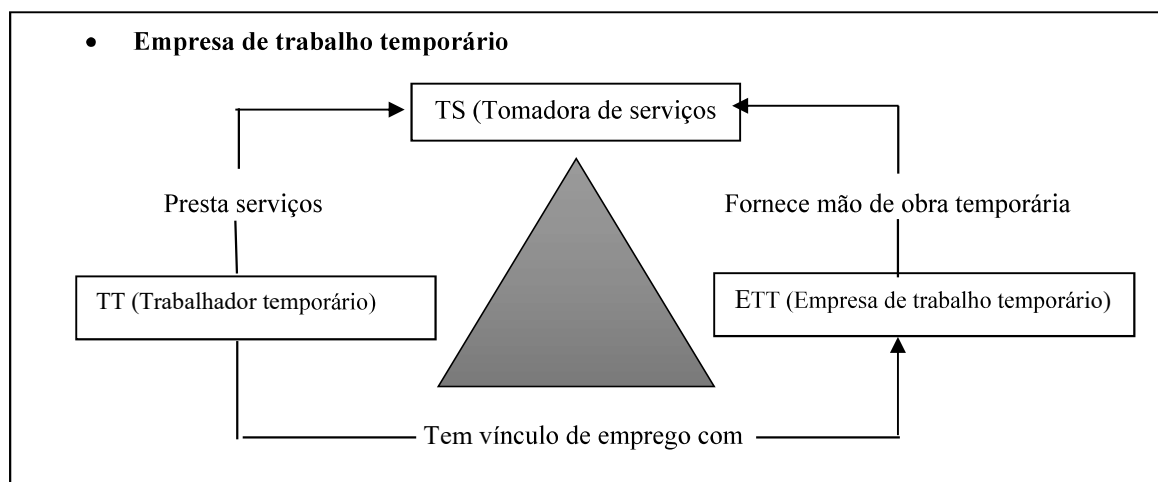 • Empresa de trabalho temporário
TS (Tomadora de serviços
Presta serviços
Fornece mão de obra temporária
TT (Trabalhador temporário)
ETT (Empresa de trabalho temporário)
Tem vínculo de emprego com